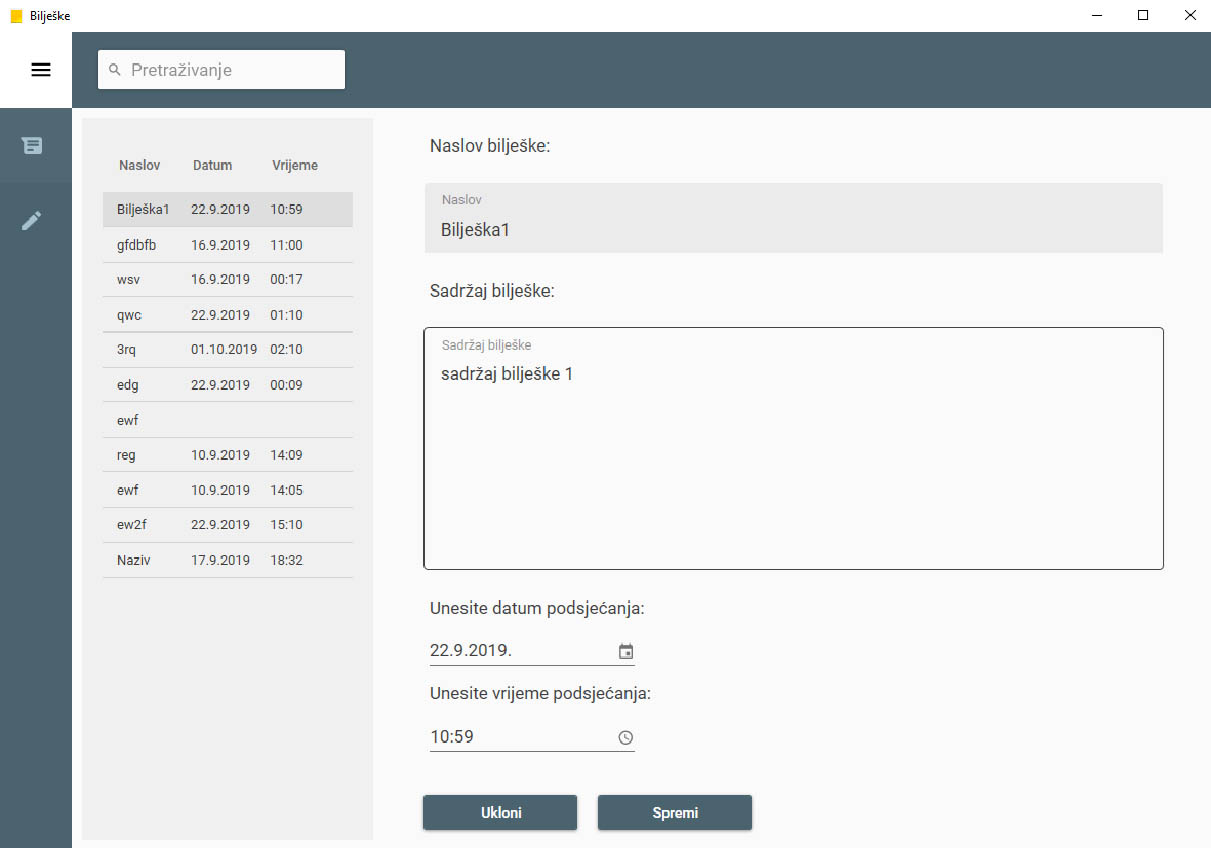 Bilješke
Pretraživanje
Naslov Datum Vrijeme
Bilješka1 22.9.2019 10:59
gfdbfb 16.9.2019 11:00
wsv 16.9.2019 00:17
qwc 22.9.2019 01:10
3rq 01.10.2019 02:10
edg 22.9.2019 00:09
ewf
reg 10.9.2019 14:09
ewf 10.9.2019 14:05
ew2f 22.9.2019 15:10
Naziv 17.9.2019 18:32
Naslov bilješke:
Naslov
Bilješka1
Sadržaj bilješke:
Sadržaj bilješke
sadržaj bilješke 1
Unesite datum podsjećanja:
22.9.2019.
Unesite vrijeme podsjećanja:
10:59
Ukloni Spremi